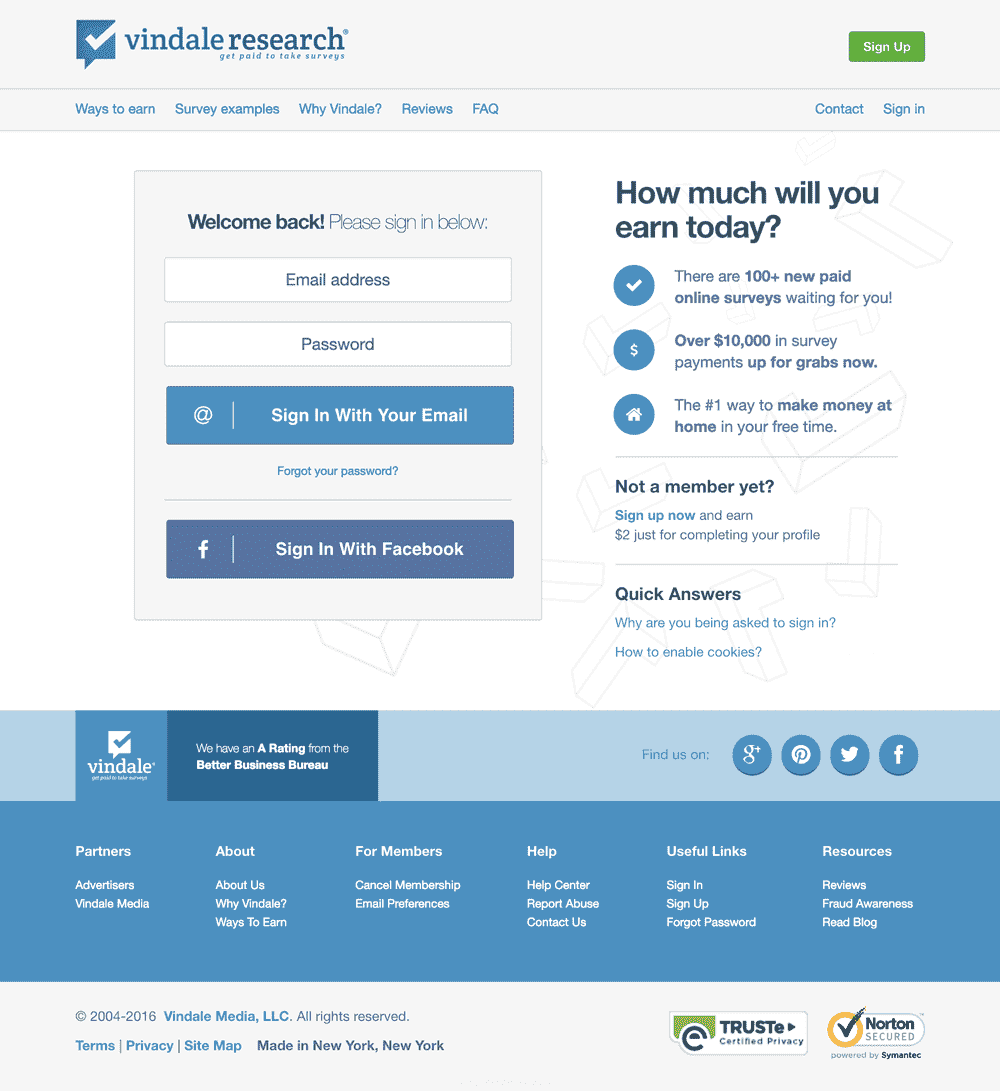 vindale research®
get paid to take surveys
Sign Up
Ways to earn Survey examples Why Vindale? Reviews FAQ Contact Sign in
Welcome back! Please sign in below:
Email address
Password
@ Sign In With Your Email
Forgot your password?
f Sign In With Facebook
How much will you
earn today?
There are 100+ new paid
online surveys waiting for you!
$
Over $10,000 in survey
payments up for grabs now.
The #1 way to make money at
home in your free time.
Not a member yet?
Sign up now and earn
$2 just for completing your profile
Quick Answers
Why are you being asked to sign in?
How to enable cookies?
vindale®
get paid to take surveys
We have an A Rating from the
Better Business Bureau
Find us on: g+ f
Partners
Advertisers
Vindale Media
About
About Us
Why Vindale?
Ways To Earn
For Members
Cancel Membership
Email Preferences
Help
Help Center
Report Abuse
Contact Us
Useful Links
Sign In
Sign Up
Forgot Password
Resources
Reviews
Fraud Awareness
Read Blog
© 2004-2016 Vindale Media, LLC. All rights reserved.
Terms | Privacy | Site Map Made in New York, New York
e TRUSTe
Certified Privacy
Norton™
SECURED
powered by Symantec